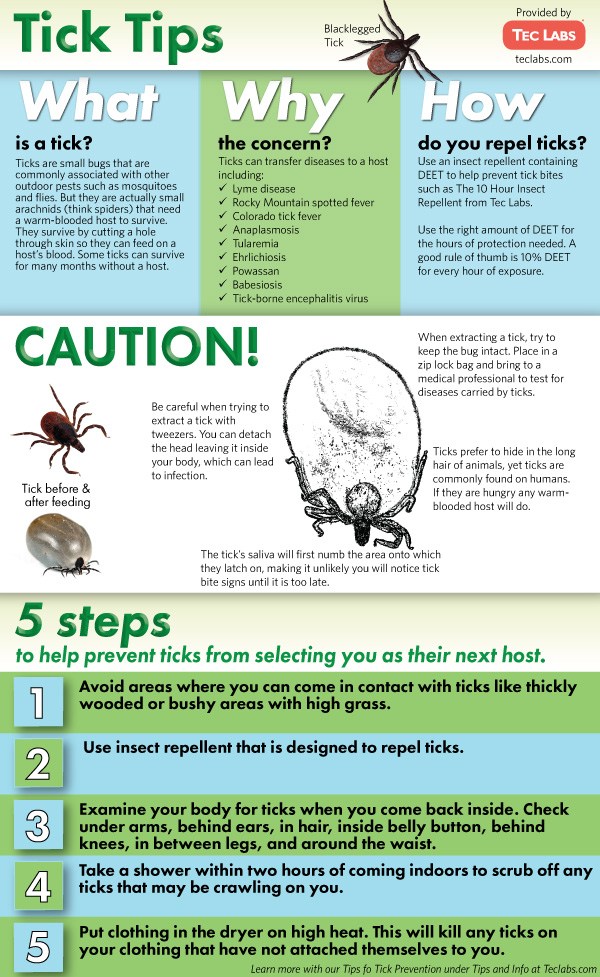 Tick Tips
Blacklegged
Tick
Provided by
TEC LABS
teclabs.com
What
is a tick?
Ticks are small bugs that are
commonly associated with other
outdoor pests such as mosquitoes
and flies. But they are actually small
arachnids (think spiders) that need
a warm-blooded host to survive.
They survive by cutting a hole
through skin so they can feed on a
host's blood. Some ticks can survive
for many months without a host.
Why
the concern?
Ticks can transfer diseases to a host
including:
✓ Lyme disease
✓ Rocky Mountain spotted fever
✓ Colorado tick fever
✓ Anaplasmosis
✓ Tularemia
✓ Ehrlichiosis
✓ Powassan
✓ Babesiosis
✓ Tick-borne encephalitis virus
How
do you repel ticks?
Use an insect repellent containing
DEET to help prevent tick bites
such as The 10 Hour Insect
Repellent from Tec Labs.
Use the right amount of DEET for
the hours of protection needed. A
good rule of thumb is 10% DEET
for every hour of exposure.
CAUTION!
Tick before &
after feeding
Be careful when trying to
extract a tick with
tweezers. You can detach
the head leaving it inside
your body, which can lead
to infection.
When extracting a tick, try to
keep the bug intact. Place in a
zip lock bag and bring to a
medical professional to test for
diseases carried by ticks.
Ticks prefer to hide in the long
hair of animals, yet ticks are
commonly found on humans.
If they are hungry any warm-
blooded host will do.
The tick's saliva will first numb the area onto which
they latch on, making it unlikely you will notice tick
bite signs until it is too late.
5 steps
to help prevent ticks from selecting you as their next host.
1
Avoid areas where you can come in contact with ticks like thickly
wooded or bushy areas with high grass.
2
Use insect repellent that is designed to repel ticks.
3
Examine your body for ticks when you come back inside. Check
under arms, behind ears, in hair, inside belly button, behind
knees, in between legs, and around the waist.
4
Take a shower within two hours of coming indoors to scrub off any
ticks that may be crawling on you.
5
Put clothing in the dryer on high heat. This will kill any ticks on
your clothing that have not attached themselves to you.
Learn more with our Tips fo Tick Prevention under Tips and Info at Teclabs.com